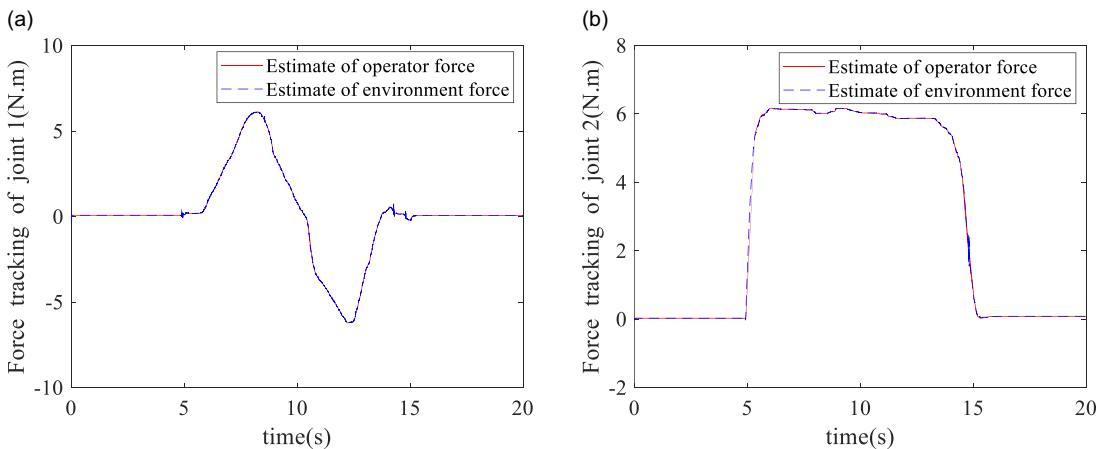 (a)
Force tracking of joint 1(N.m)
10
5
0
-5
-10
Estimate of operator force
Estimate of environment force
0 5 10 15 20
time(s)
(b)
Force tracking of joint 2(N.m)
8
6
4
2
0
-2
Estimate of operator force
Estimate of environment force
0 5 10 15 20
time(s)